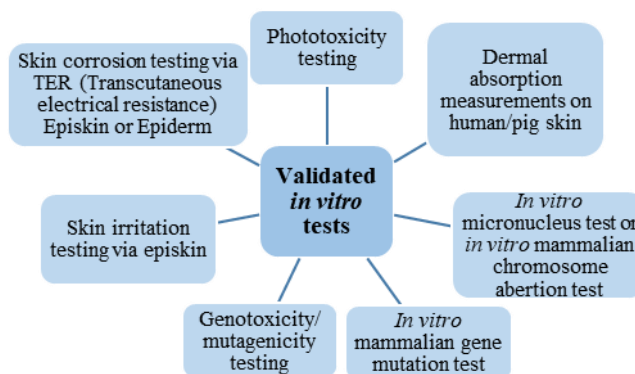 Phototoxicity
testing
Skin corrosion testing via
TER (Transcutaneous
electrical resistance)
Episkin or Epiderm
Dermal
absorption
measurements on
human/pig skin
Validated
in vitro
tests
Skin irritation
testing via episkin
In vitro
micronucleus test or
in vitro mammalian
chromosome
abertion test
Genotoxicity/
mutagenicity
testing
In vitro
mammalian gene
mutation test